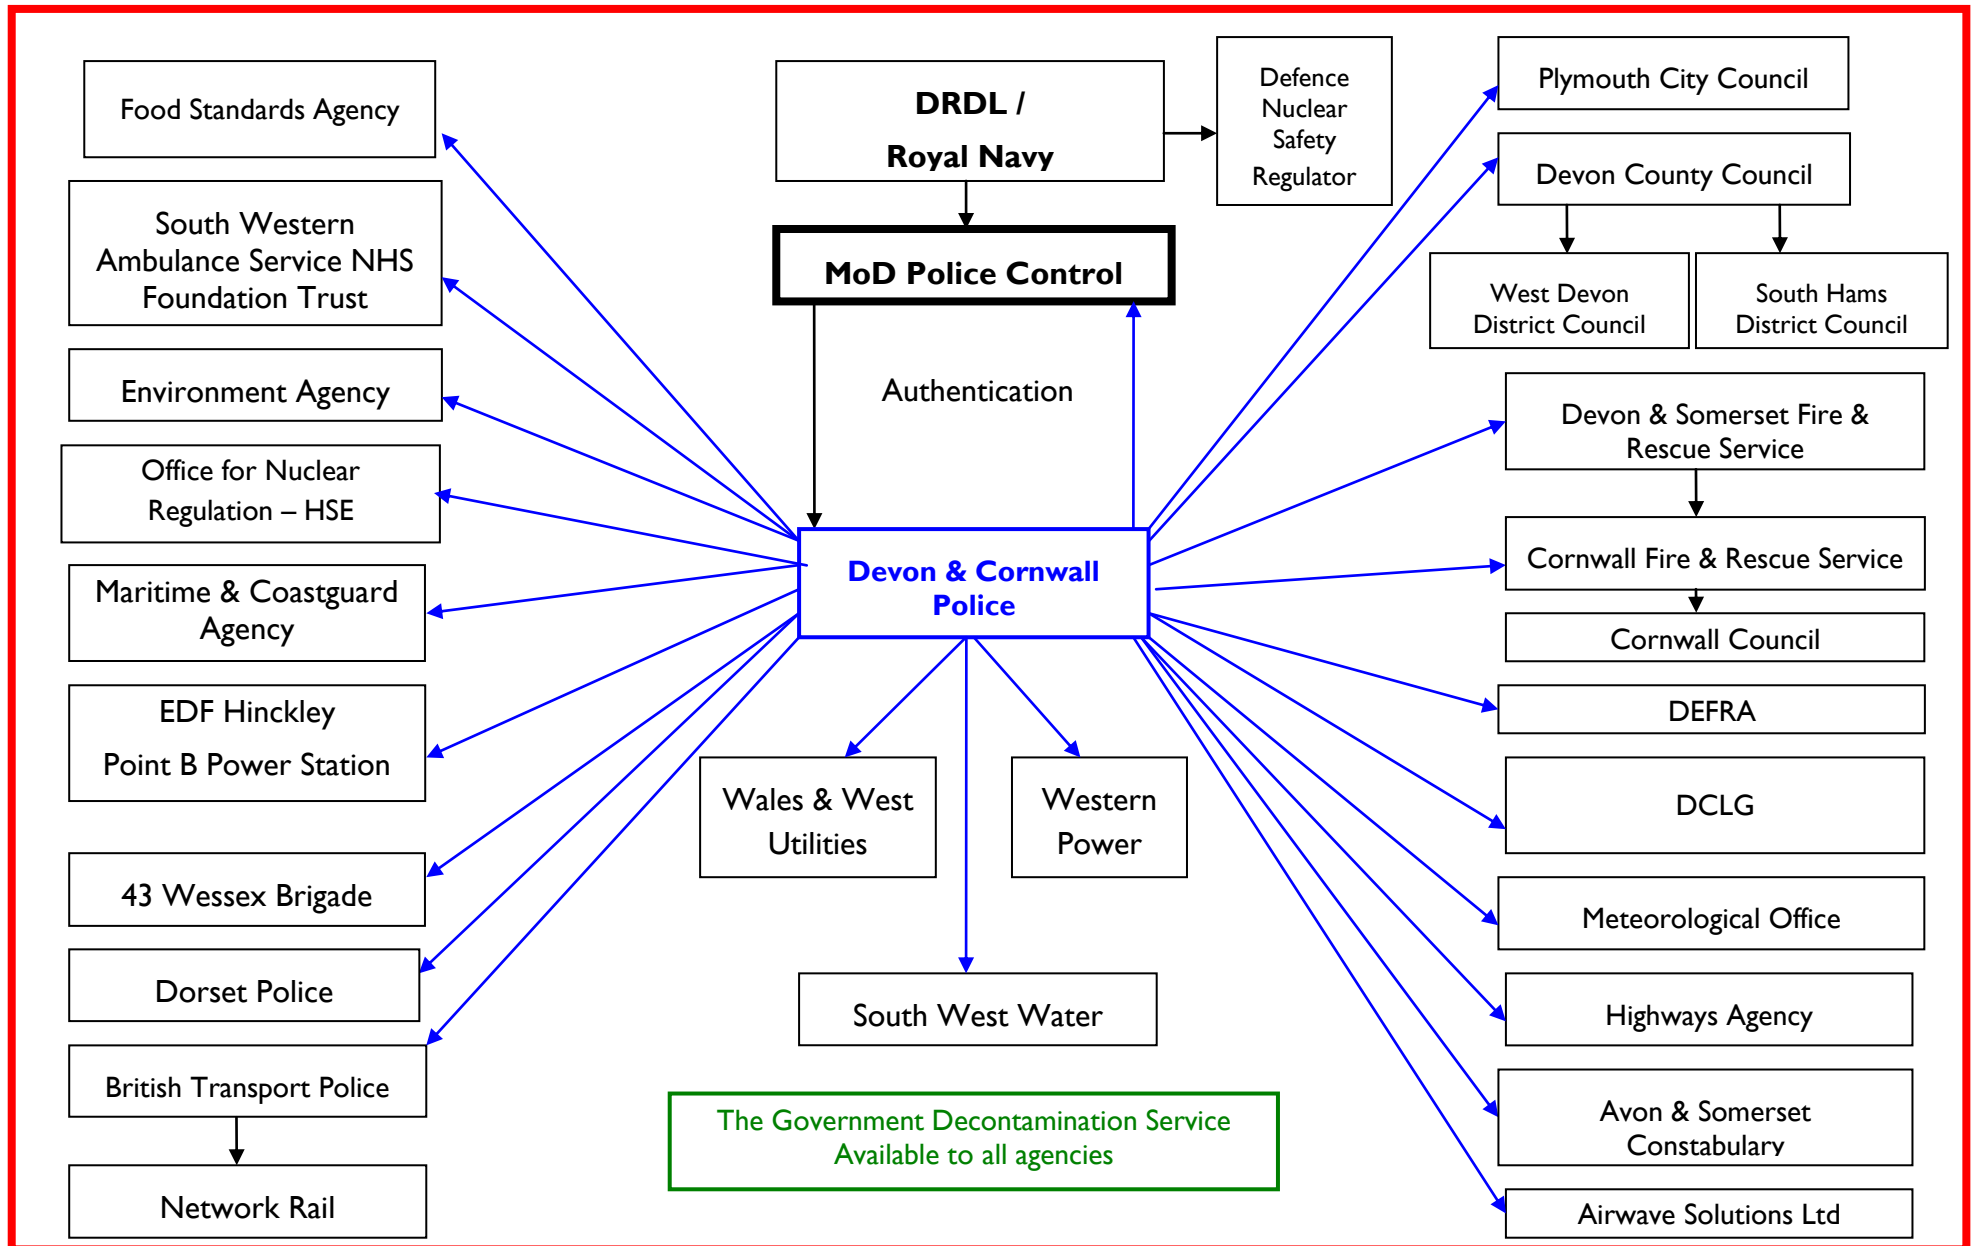 Food Standards Agency
South Western
Ambulance Service NHS
Foundation Trust
Environment Agency
Office for Nuclear
Regulation – HSE
Maritime & Coastguard
Agency
EDF Hinckley
Point B Power Station
43 Wessex Brigade
Dorset Police
British Transport Police
Network Rail
DRDL /
Royal Navy
Defence
Nuclear
Safety
Regulator
MoD Police Control
Authentication
Devon & Cornwall
Police
Wales & West
Utilities
Western
Power
South West Water
The Government Decontamination Service
Available to all agencies
Plymouth City Council
Devon County Council
West Devon
District Council
South Hams
District Council
Devon & Somerset Fire &
Rescue Service
Cornwall Fire & Rescue Service
Cornwall Council
DEFRA
DCLG
Meteorological Office
Highways Agency
Avon & Somerset
Constabulary
Airwave Solutions Ltd